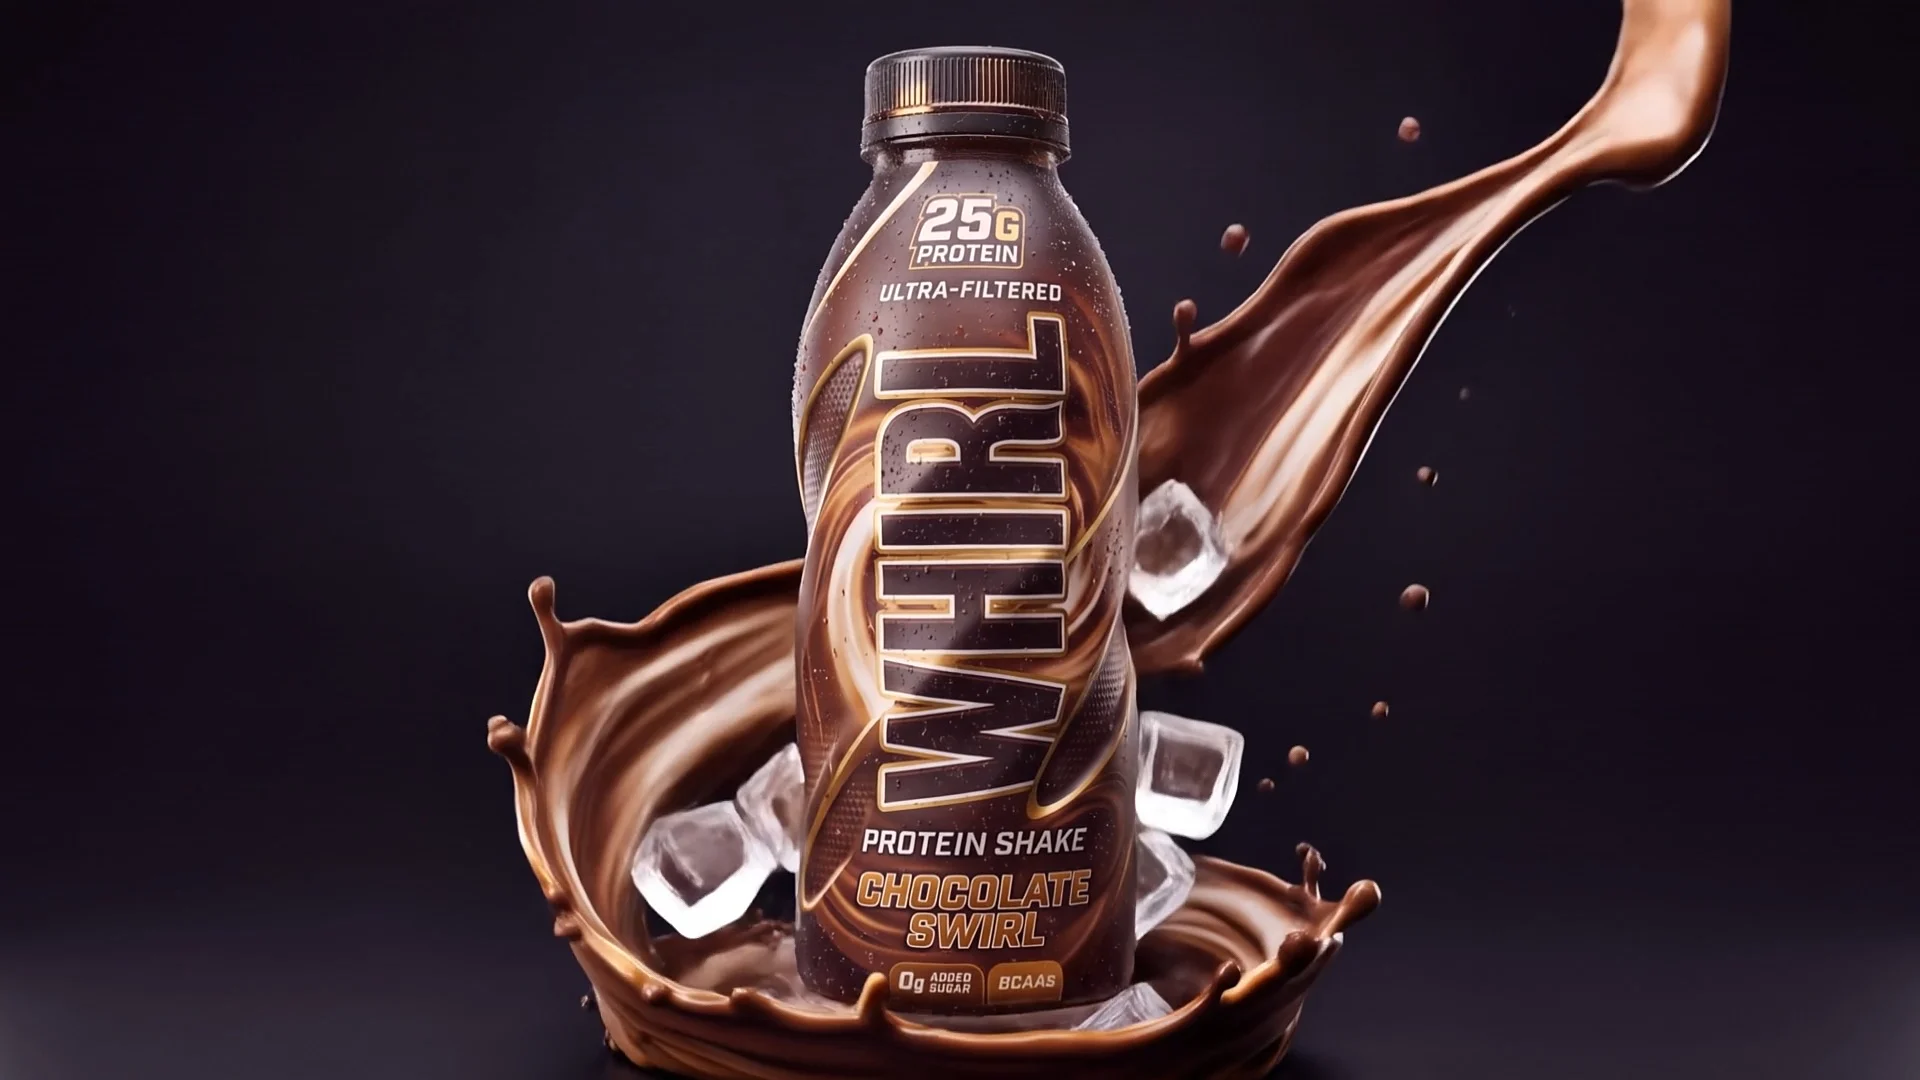 25G
PROTEIN
ULTRA-FILTERED
WHIRL
PROTEIN SHAKE
CHOCOLATE
SWIRL
0g ADDED
SUGAR
BCAAS